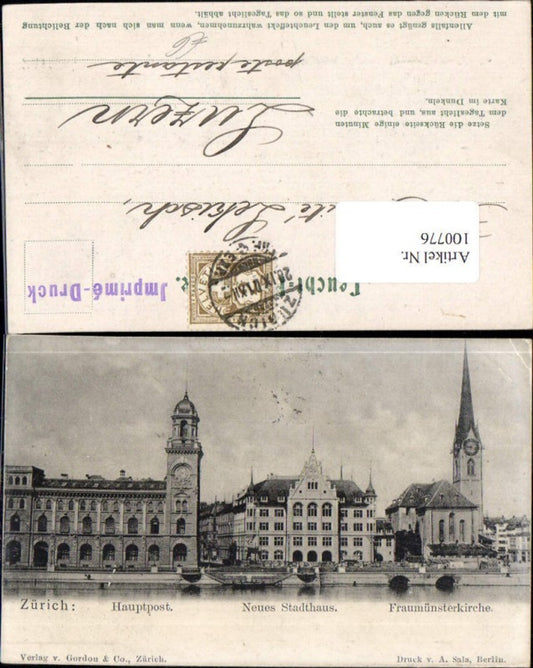 Leuchtk
Imprimé-Druck
Artikel Nr.
100776
Lekisch,
Setze die Rückseite einige Minuten
dem Tageslicht aus, und betrachte die
Karte im Dunkeln.
Luzern
poste restante
Allenfalls genügt es auch, um den Leuchteffekt wahrzunehmen, wenn man sich nach der Belichtung
mit dem Rücken gegen das Fenster stellt und so das Tageslicht abhält.
Zürich: Hauptpost. Neues Stadthaus. Fraumünsterkirche.
Verlag v. Gordon & Co., Zürich. Druck v. A. Sala, Berlin.